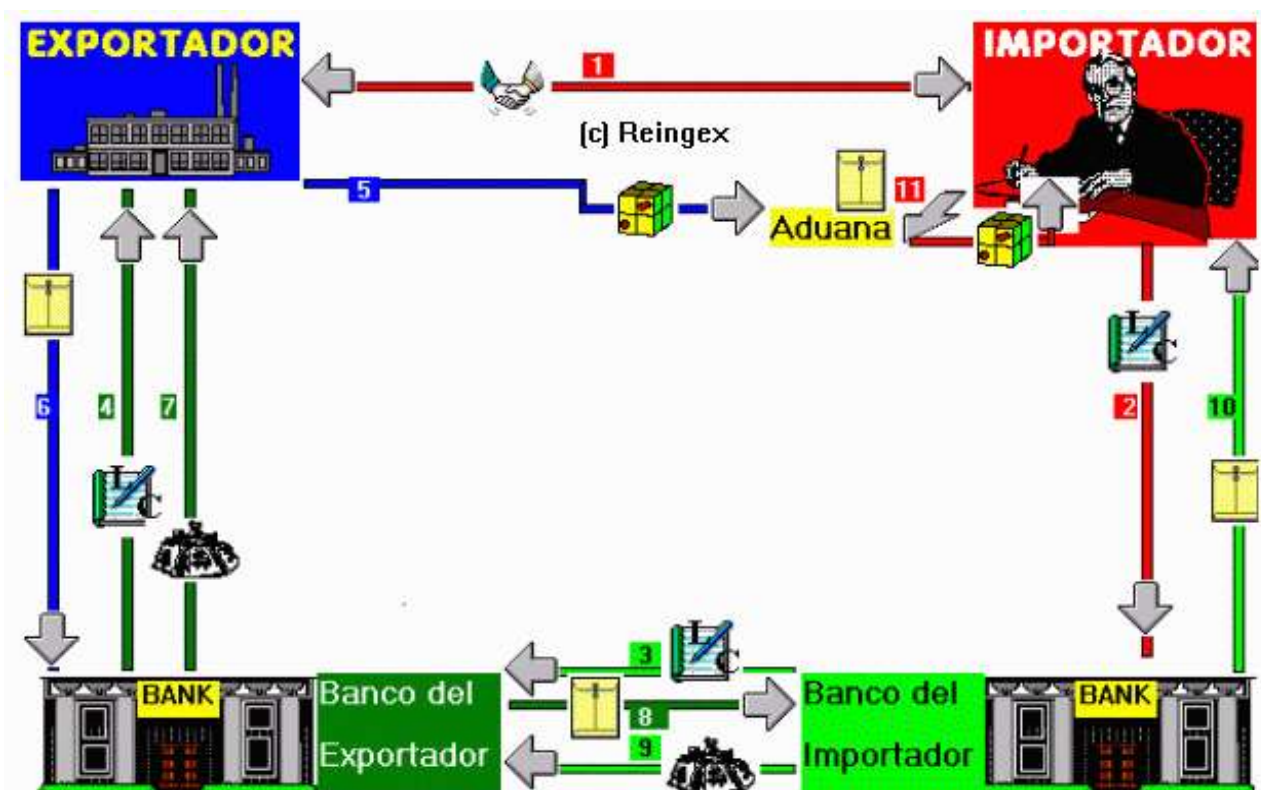 EXPORTADOR
IMPORTADOR
1
(c) Reingex
5
11
Aduana
L
C
6
4
7
2
10
L
C
BANK
Banco del
Exportador
3
L
C
8
9
Banco del
Importador
BANK